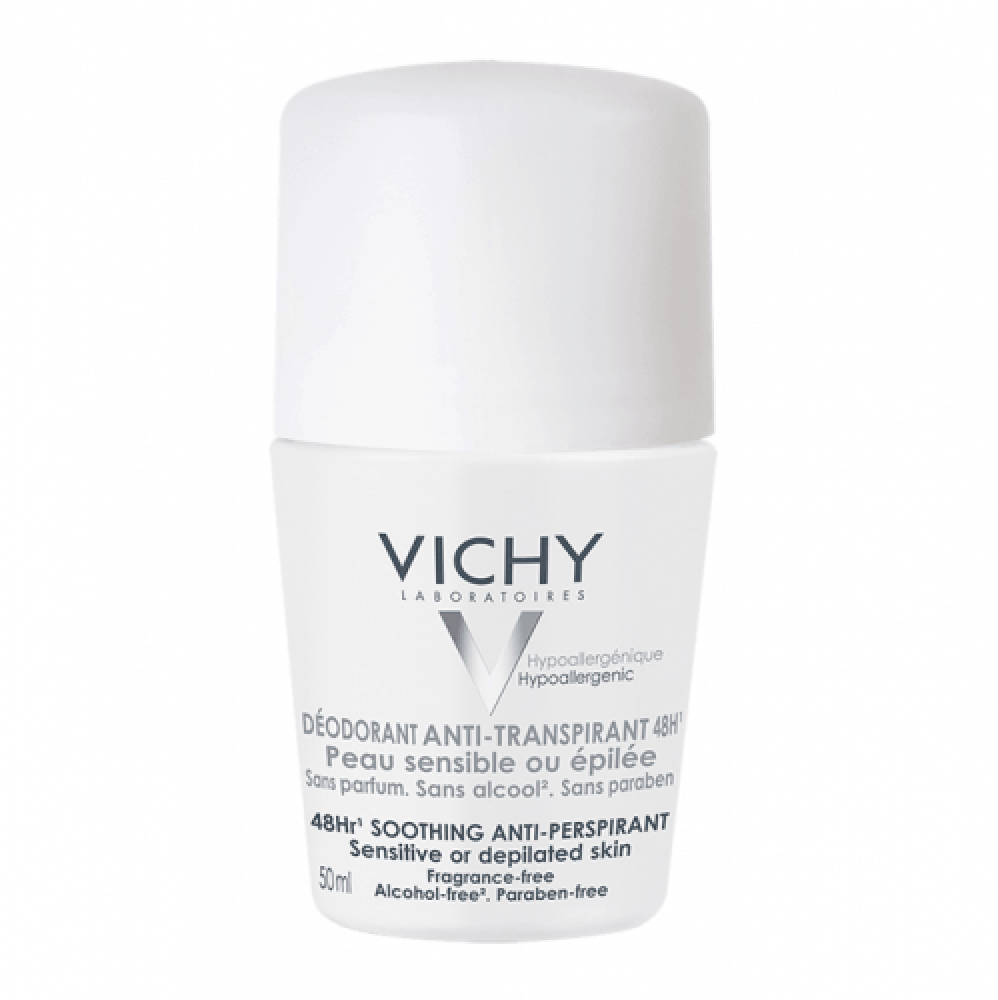 VICHY
LABORATOIRES
Hypoallergénique
Hypoallergenic
DÉODORANT ANTI-TRANSPIRANT 48H¹
Peau sensible ou épilée
Sans parfum. Sans alcool². Sans paraben
48Hr¹ SOOTHING ANTI-PERSPIRANT
Sensitive or depilated skin
Fragrance-free
50ml Alcohol-free². Paraben-free